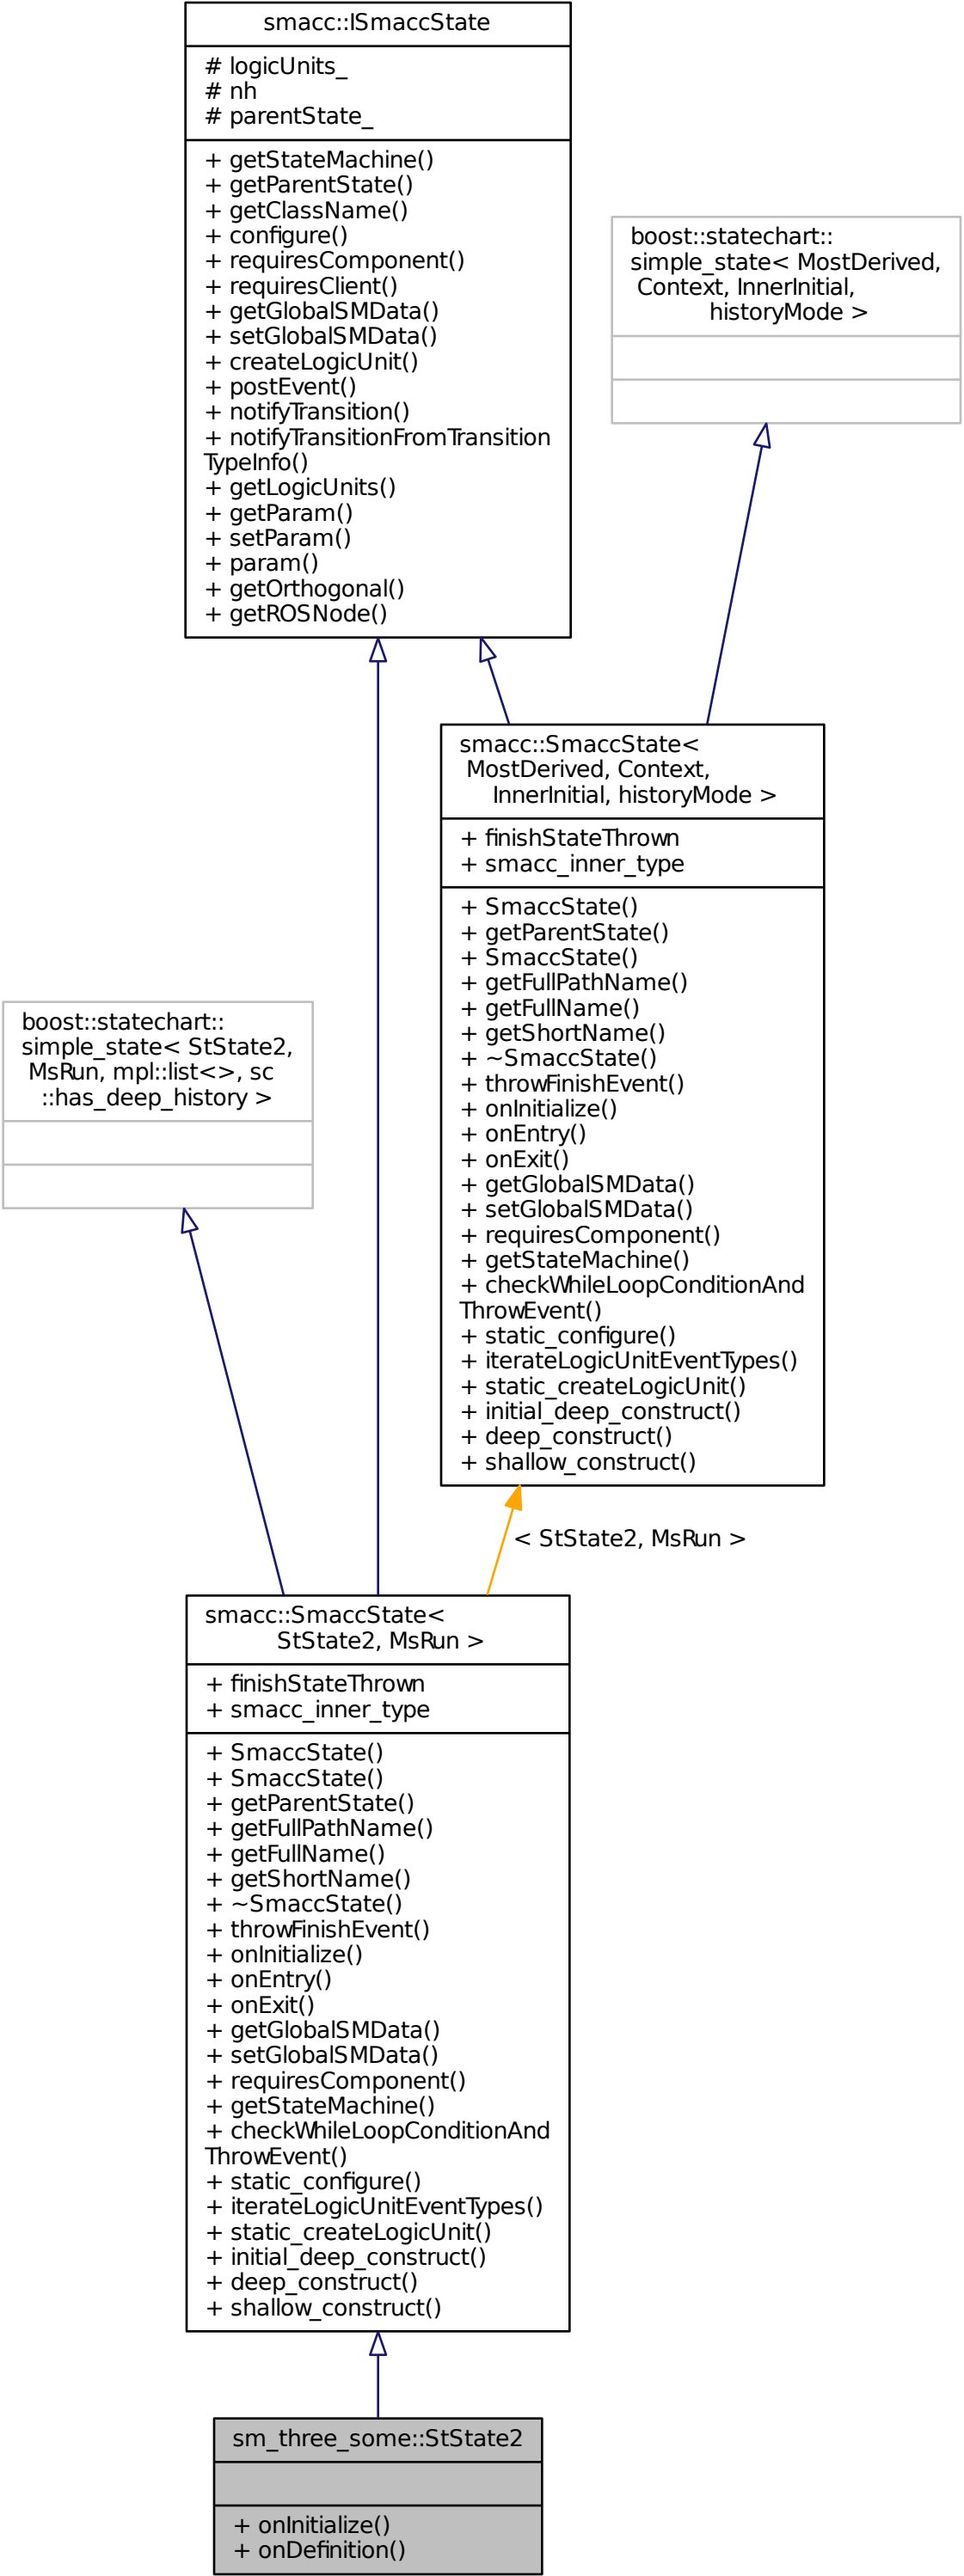 smacc::ISmaccState
# logicUnits_
# nh
# parentState_
+ getStateMachine()
+ getParentState()
+ getClassName()
+ configure()
+ requiresComponent()
+ requiresClient()
+ getGlobalSMData()
+ setGlobalSMData()
+ createLogicUnit()
+ postEvent()
+ notifyTransition()
+ notifyTransitionFromTransition
TypeInfo()
+ getLogicUnits()
+ getParam()
+ setParam()
+ param()
+ getOrthogonal()
+ getROSNode()
boost::statechart::
simple_state< MostDerived,
Context, InnerInitial,
historyMode >
smacc::SmaccState<
MostDerived, Context,
InnerInitial, historyMode >
+ finishStateThrown
+ smacc_inner_type
+ SmaccState()
+ getParentState()
+ SmaccState()
+ getFullPathName()
+ getFullName()
+ getShortName()
+ ~SmaccState()
+ throwFinishEvent()
+ onInitialize()
+ onEntry()
+ onExit()
+ getGlobalSMData()
+ setGlobalSMData()
+ requiresComponent()
+ getStateMachine()
+ checkWhileLoopConditionAnd
ThrowEvent()
+ static_configure()
+ iterateLogicUnitEventTypes()
+ static_createLogicUnit()
+ initial_deep_construct()
+ deep_construct()
+ shallow_construct()
boost::statechart::
simple_state< StState2,
MsRun, mpl::list<>, sc
::has_deep_history >
< StState2, MsRun >
smacc::SmaccState<
StState2, MsRun >
+ finishStateThrown
+ smacc_inner_type
+ SmaccState()
+ SmaccState()
+ getParentState()
+ getFullPathName()
+ getFullName()
+ getShortName()
+ ~SmaccState()
+ throwFinishEvent()
+ onInitialize()
+ onEntry()
+ onExit()
+ getGlobalSMData()
+ setGlobalSMData()
+ requiresComponent()
+ getStateMachine()
+ checkWhileLoopConditionAnd
ThrowEvent()
+ static_configure()
+ iterateLogicUnitEventTypes()
+ static_createLogicUnit()
+ initial_deep_construct()
+ deep_construct()
+ shallow_construct()
sm_three_some::StState2
+ onInitialize()
+ onDefinition()